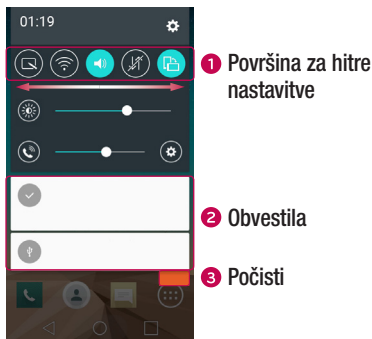 01:19
1 Površina za hitre
nastavitve
2 Obvestila
3 Počisti